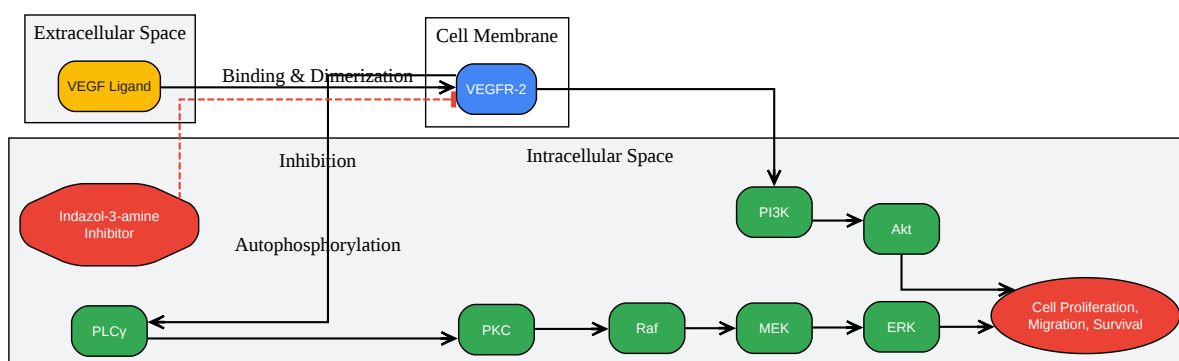 Extracellular Space
Cell Membrane
VEGF Ligand
Binding & Dimerization
VEGFR-2
Inhibition
Intracellular Space
Indazol-3-amine
Inhibitor
PI3K
Akt
Autophosphorylation
PLCγ
PKC
Raf
MEK
ERK
Cell Proliferation,
Migration, Survival